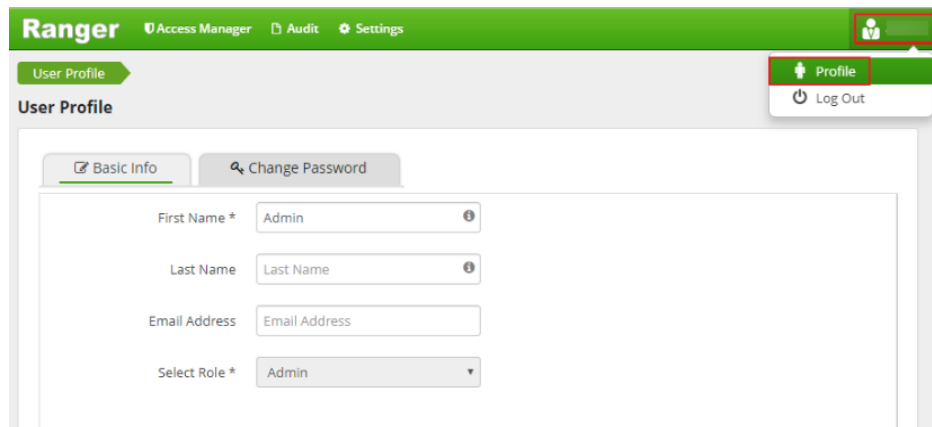 Ranger Access Manager Audit Settings
Profile
Log Out
User Profile
User Profile
Basic Info Change Password
First Name * Admin
Last Name Last Name
Email Address Email Address
Select Role * Admin